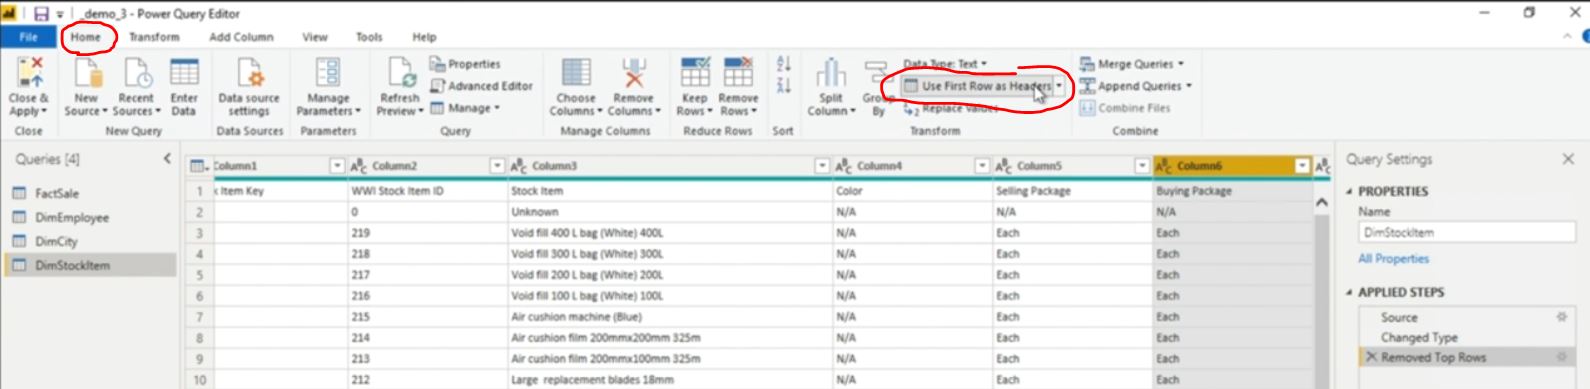 _demo_3 - Power Query Editor
File Home Transform Add Column View Tools Help
Close & Apply
New Source
Recent Sources
Enter Data
Data source settings
Manage Parameters
Refresh Preview
Properties
Advanced Editor
Manage
Choose Columns
Remove Columns
Keep Rows
Remove Rows
Split Column
Group By
Data Type: Text
Use First Row as Headers
Replace Values
Merge Queries
Append Queries
Combine Files
Close New Query Data Sources Parameters Query Manage Columns Reduce Rows Sort Transform Combine
Queries [4]
FactSale
DimEmployee
DimCity
DimStockItem
Column1 Column2 Column3 Column4 Column5 Column6
1 Item Key WWI Stock Item ID Stock Item Color Selling Package Buying Package
2 0 Unknown N/A N/A N/A
3 219 Void fill 400 L bag (White) 400L N/A Each Each
4 218 Void fill 300 L bag (White) 300L N/A Each Each
5 217 Void fill 200 L bag (White) 200L N/A Each Each
6 216 Void fill 100 L bag (White) 100L N/A Each Each
7 215 Air cushion machine (Blue) N/A Each Each
8 214 Air cushion film 200mmx200mm 325m N/A Each Each
9 213 Air cushion film 200mmx100mm 325m N/A Each Each
10 212 Large replacement blades 18mm N/A Each Each
Query Settings
PROPERTIES
Name
DimStockItem
All Properties
APPLIED STEPS
Source
Changed Type
Removed Top Rows